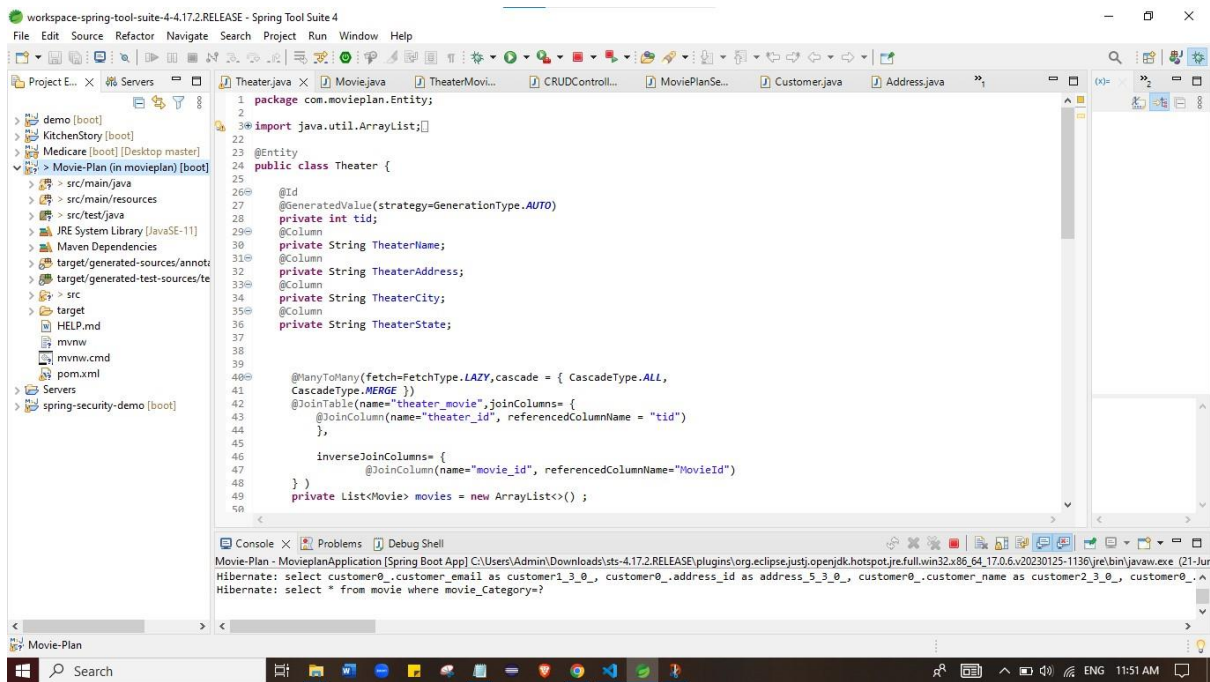 workspace-spring-tool-suite-4-4.17.2.RELEASE - Spring Tool Suite 4
File Edit Source Refactor Navigate Search Project Run Window Help
Project E... Servers
demo [boot]
KitchenStory [boot]
Medicare [boot] [Desktop master]
> Movie-Plan (in movieplan) [boot]
> src/main/java
> src/main/resources
> src/test/java
JRE System Library [JavaSE-11]
Maven Dependencies
target/generated-sources/annota
target/generated-test-sources/te
> src
target
HELP.md
mvnw
mvnw.cmd
pom.xml
Servers
spring-security-demo [boot]
Theater.java Movie.java TheaterMovi... CRUDControll... MoviePlanSe... Customer.java Address.java »1
(x)= »2
1 package com.movieplan.Entity;
2
3 import java.util.ArrayList;
22
23 @Entity
24 public class Theater {
25
26 @Id
27 @GeneratedValue(strategy=GenerationType.AUTO)
28 private int tid;
29 @Column
30 private String TheaterName;
31 @Column
32 private String TheaterAddress;
33 @Column
34 private String TheaterCity;
35 @Column
36 private String TheaterState;
37
38
39
40 @ManyToMany(fetch=FetchType.LAZY,cascade = { CascadeType.ALL,
41 CascadeType.MERGE })
42 @JoinTable(name="theater_movie",joinColumns= {
43 @JoinColumn(name="theater_id", referencedColumnName = "tid")
44 },
45
46 inverseJoinColumns= {
47 @JoinColumn(name="movie_id", referencedColumnName="MovieId")
48 } )
49 private List<Movie> movies = new ArrayList<>() ;
50
Console Problems Debug Shell
Movie-Plan - MovieplanApplication [Spring Boot App] C:\Users\Admin\Downloads\sts-4.17.2.RELEASE\plugins\org.eclipse.justj.openjdk.hotspot.jre.full.win32.x86_64_17.0.6.v20230125-1136\jre\bin\javaw.exe (21-Jur
Hibernate: select customer0_.customer_email as customer1_3_0_, customer0_.address_id as address_5_3_0_, customer0_.customer_name as customer2_3_0_, customer0_.
Hibernate: select * from movie where movie_Category=?
Movie-Plan
Search
ENG 11:51 AM